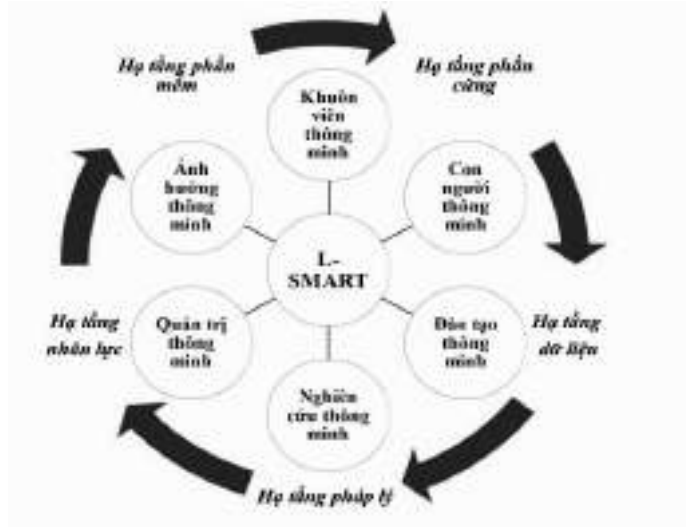 Hạ tầng phần
mềm
Hạ tầng phần
cứng
Khuôn
viên
thông
minh
Ảnh
hưởng
thông
minh
Con
người
thông
minh
L-
SMART
Hạ tầng
nhân lực
Quản trị
thông
minh
Đào tạo
thông
minh
Hạ tầng
dữ liệu
Nghiên
cứu thông
minh
Hạ tầng pháp lý